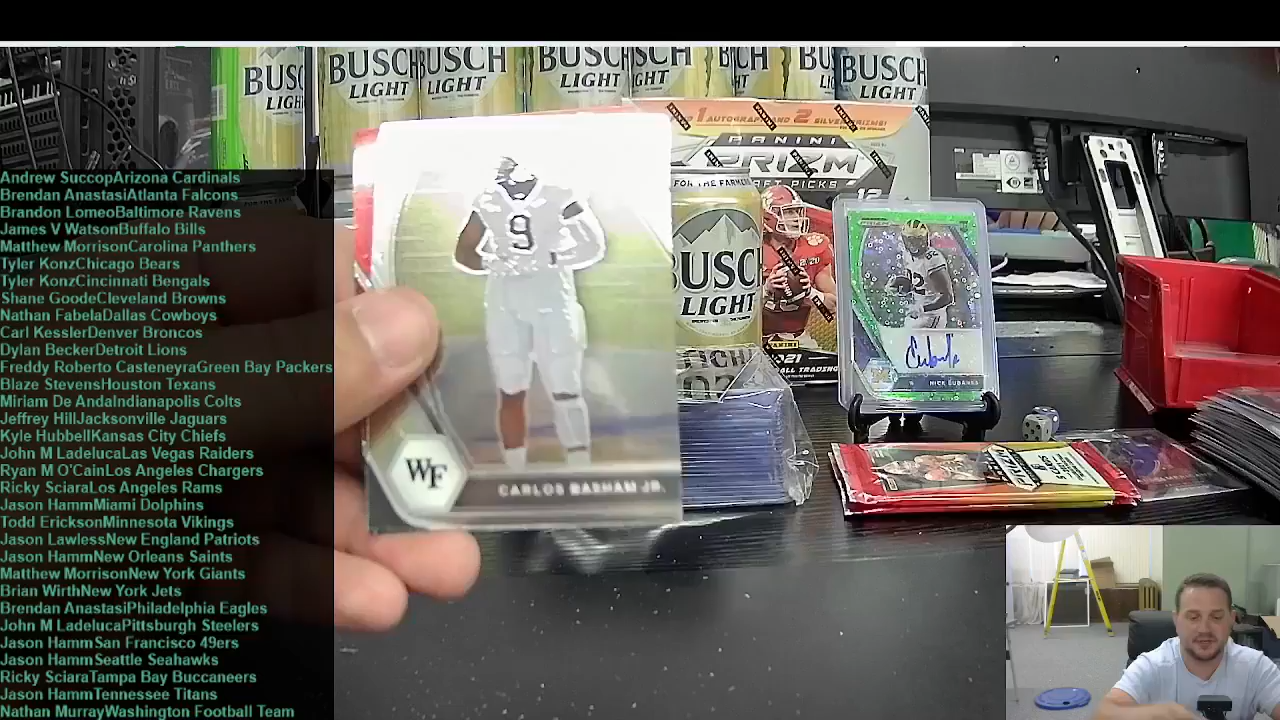 Andrew SuccopArizona Cardinals
Brendan AnastasiAtlanta Falcons
Brandon LomeoBaltimore Ravens
James V WatsonBuffalo Bills
Matthew MorrisonCarolina Panthers
Tyler KonzChicago Bears
Tyler KonzCincinnati Bengals
Shane GoodeCleveland Browns
Nathan FabelaDallas Cowboys
Carl KesslerDenver Broncos
Dylan BeckerDetroit Lions
Freddy Roberto CasteneyraGreen Bay Packers
Blaze StevensHouston Texans
Miriam De AndaIndianapolis Colts
Jeffrey HillJacksonville Jaguars
Kyle HubbellKansas City Chiefs
John M LadelucaLas Vegas Raiders
Ryan M O'CainLos Angeles Chargers
Ricky SciaraLos Angeles Rams
Jason HammMiami Dolphins
Todd EricksonMinnesota Vikings
Jason LawlessNew England Patriots
Jason HammNew Orleans Saints
Matthew MorrisonNew York Giants
Brian WirthNew York Jets
Brendan AnastasiPhiladelphia Eagles
John M LadelucaPittsburgh Steelers
Jason HammSan Francisco 49ers
Jason HammSeattle Seahawks
Ricky SciaraTampa Bay Buccaneers
Jason HammTennessee Titans
Nathan MurrayWashington Football Team
BUSCH LIGHT
BUSCH LIGHT
BUSCH LIGHT
BUSCH LIGHT
1 AUTOGRAPH AND 2 SILVER PRIZMS!
PANINI
PRIZM
DRAFT PICKS
FOR THE FARMERS
BUSCH
LIGHT
9
WF
CARLOS BASHAM JR.
PANINI
2021
NICK EUBANKS